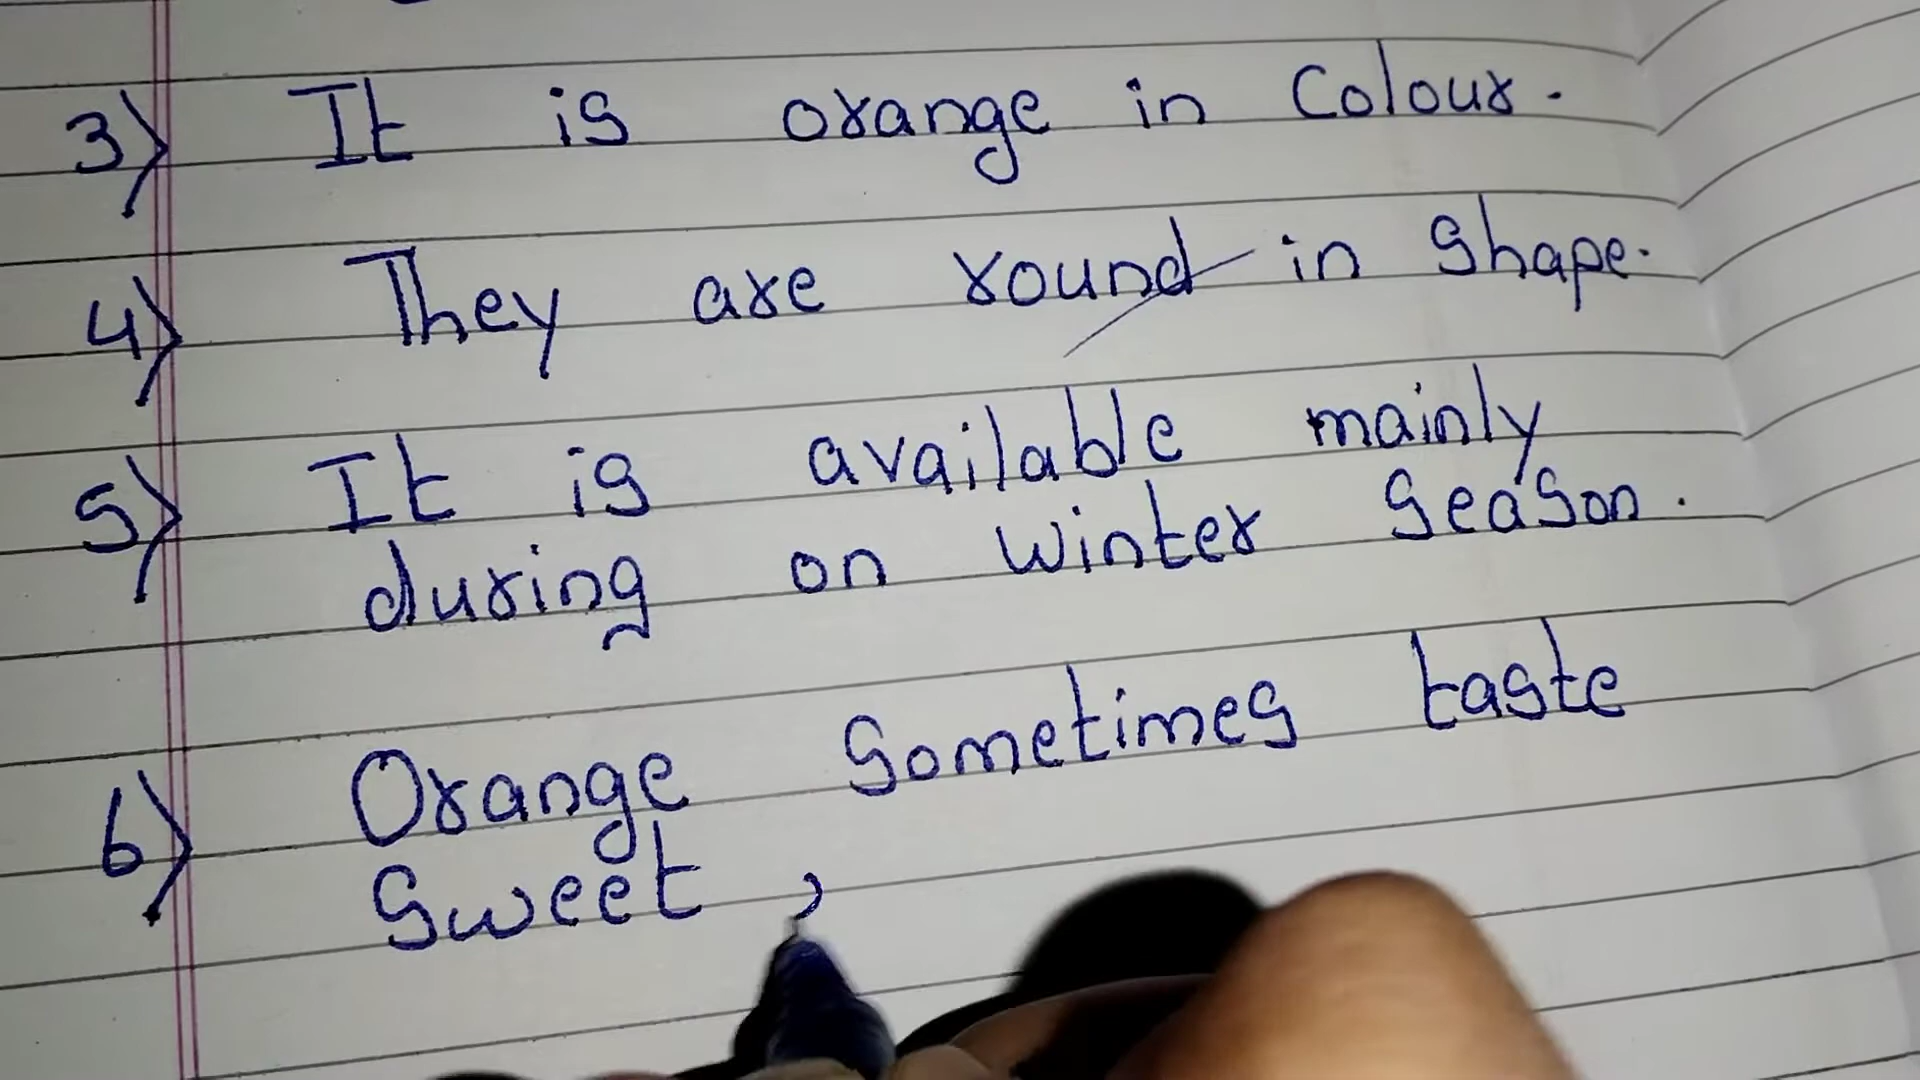 3) It is orange in Colour.
4) They are round in Shape.
5) It is available mainly
during on winter Season.
6) Orange Sometimes taste
Sweet ,